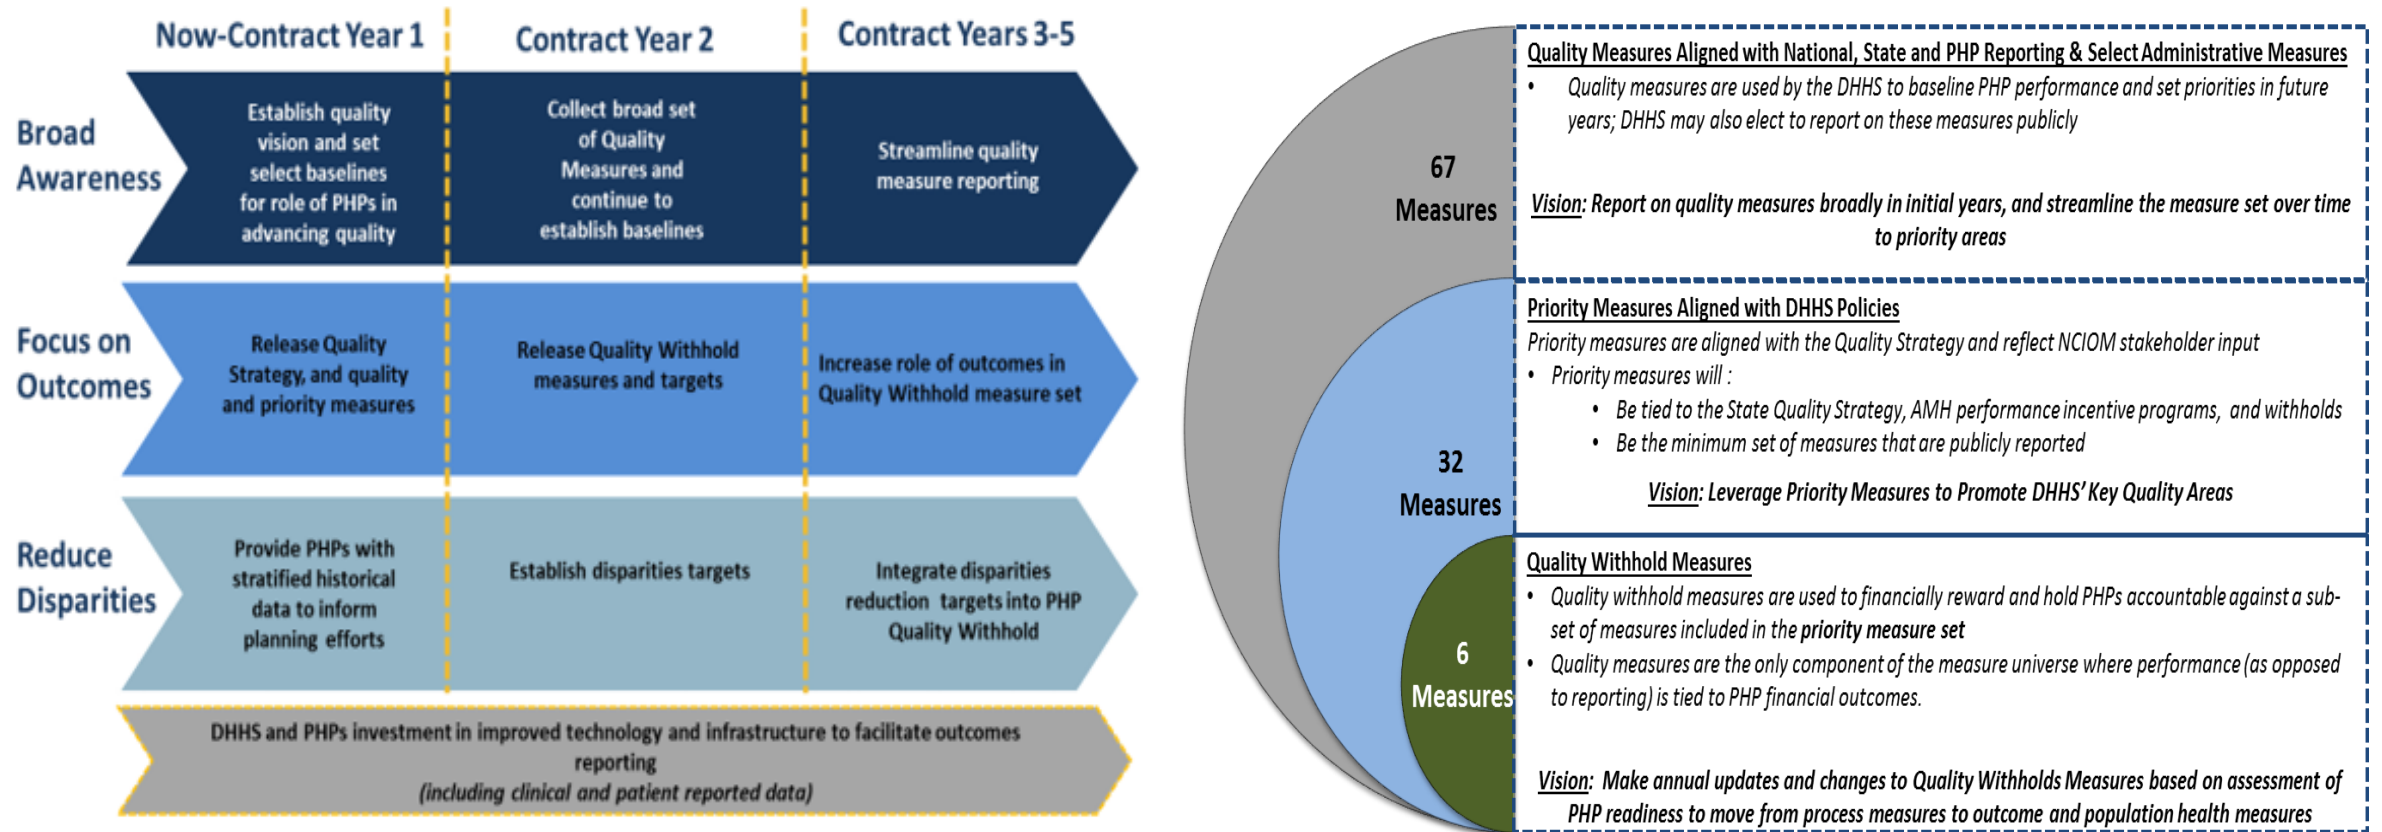 Now-Contract Year 1
Contract Year 2
Contract Years 3-5
Broad
Awareness
Establish quality
vision and set
select baselines
for role of PHPs in
advancing quality
Collect broad set
of Quality
Measures and
continue to
establish baselines
Streamline quality
measure reporting
Focus on
Outcomes
Release Quality
Strategy, and quality
and priority measures
Release Quality Withhold
measures and targets
Increase role of outcomes in
Quality Withhold measure set
Reduce
Disparities
Provide PHPs with
stratified historical
data to inform
planning efforts
Establish disparities targets
Integrate disparities
reduction targets into PHP
Quality Withhold
DHHS and PHPs investment in improved technology and infrastructure to facilitate outcomes
reporting
(including clinical and patient reported data)
67
Measures
Quality Measures Aligned with National, State and PHP Reporting & Select Administrative Measures
• Quality measures are used by the DHHS to baseline PHP performance and set priorities in future
years; DHHS may also elect to report on these measures publicly
Vision: Report on quality measures broadly in initial years, and streamline the measure set over time
to priority areas
32
Measures
Priority Measures Aligned with DHHS Policies
Priority measures are aligned with the Quality Strategy and reflect NCIOM stakeholder input
• Priority measures will :
• Be tied to the State Quality Strategy, AMH performance incentive programs, and withholds
• Be the minimum set of measures that are publicly reported
Vision: Leverage Priority Measures to Promote DHHS' Key Quality Areas
6
Measures
Quality Withhold Measures
• Quality withhold measures are used to financially reward and hold PHPs accountable against a sub-
set of measures included in the priority measure set
• Quality measures are the only component of the measure universe where performance (as opposed
to reporting) is tied to PHP financial outcomes.
Vision: Make annual updates and changes to Quality Withholds Measures based on assessment of
PHP readiness to move from process measures to outcome and population health measures